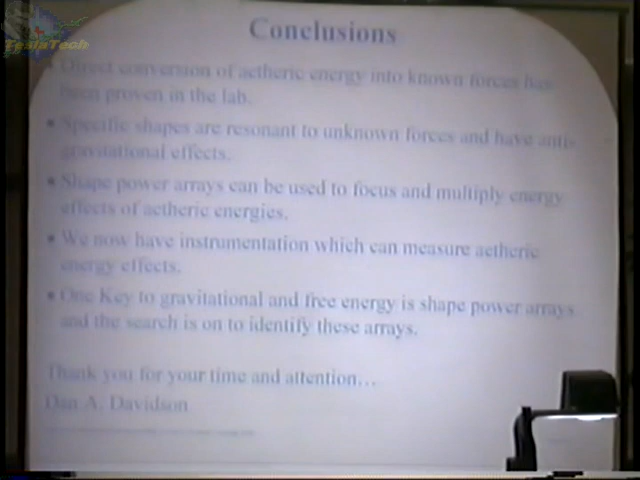 TeslaTech
Conclusions
Direct conversion of aetheric energy into known forces has
been proven in the lab.
• Specific shapes are resonant to unknown forces and have anti-
gravitational effects.
• Shape power arrays can be used to focus and multiply energy
effects of aetheric energies.
• We now have instrumentation which can measure aetheric
energy effects.
• One Key to gravitational and free energy is shape power arrays
and the search is on to identify these arrays.
Thank you for your time and attention…
Dan A. Davidson